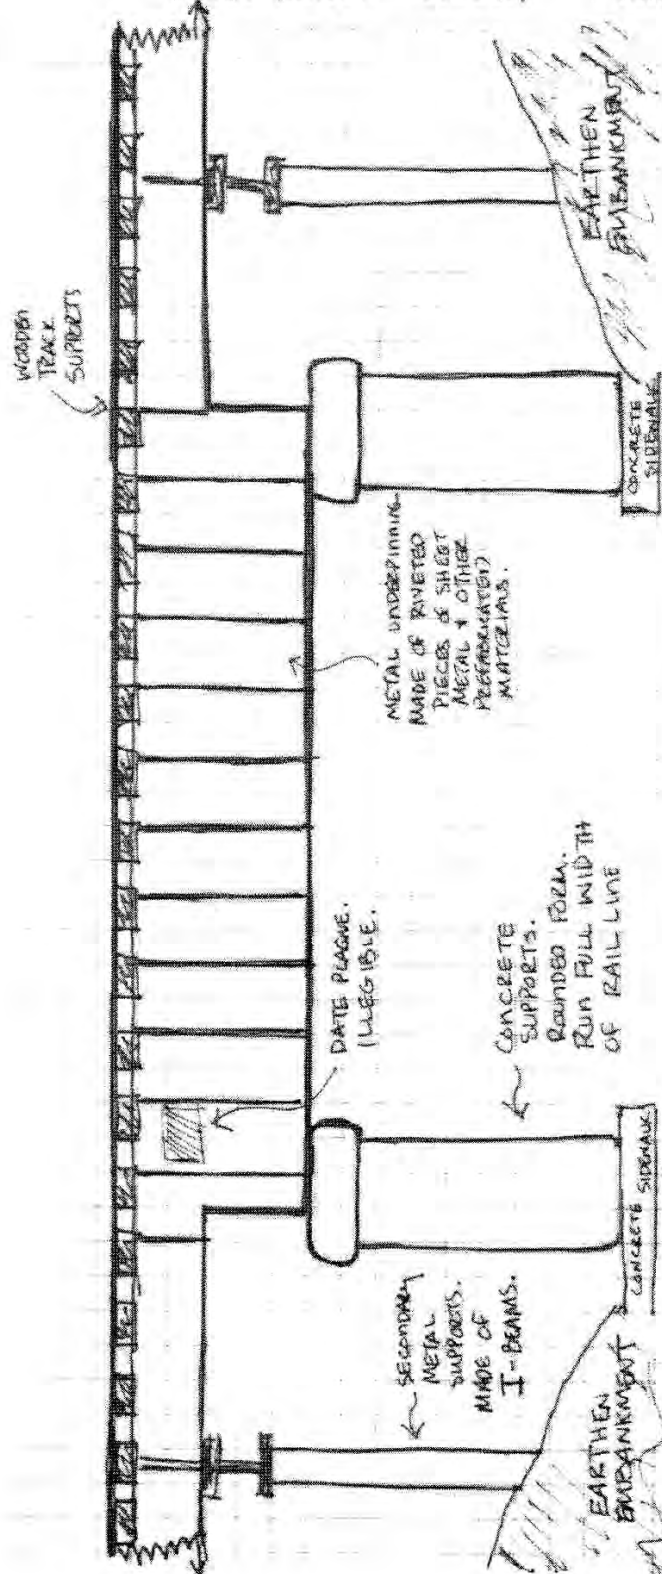 WOODEN
TRACK
SUPPORTS
EARTHEN
EMBANKMENT
CONCRETE
SIDEWALK
METAL UNDERPINNING
MADE OF RIVETED
PIECES OF SHEET
METAL & OTHER
PREFABRICATED
MATERIALS.
DATE PLAQUE.
ILLEGIBLE.
CONCRETE
SUPPORTS.
ROUNDED FORM.
RUN FULL WIDTH
OF RAIL LINE
CONCRETE SIDEWALK
SECONDARY
METAL
SUPPORTS.
MADE OF
I-BEAMS.
EARTHEN
EMBANKMENT